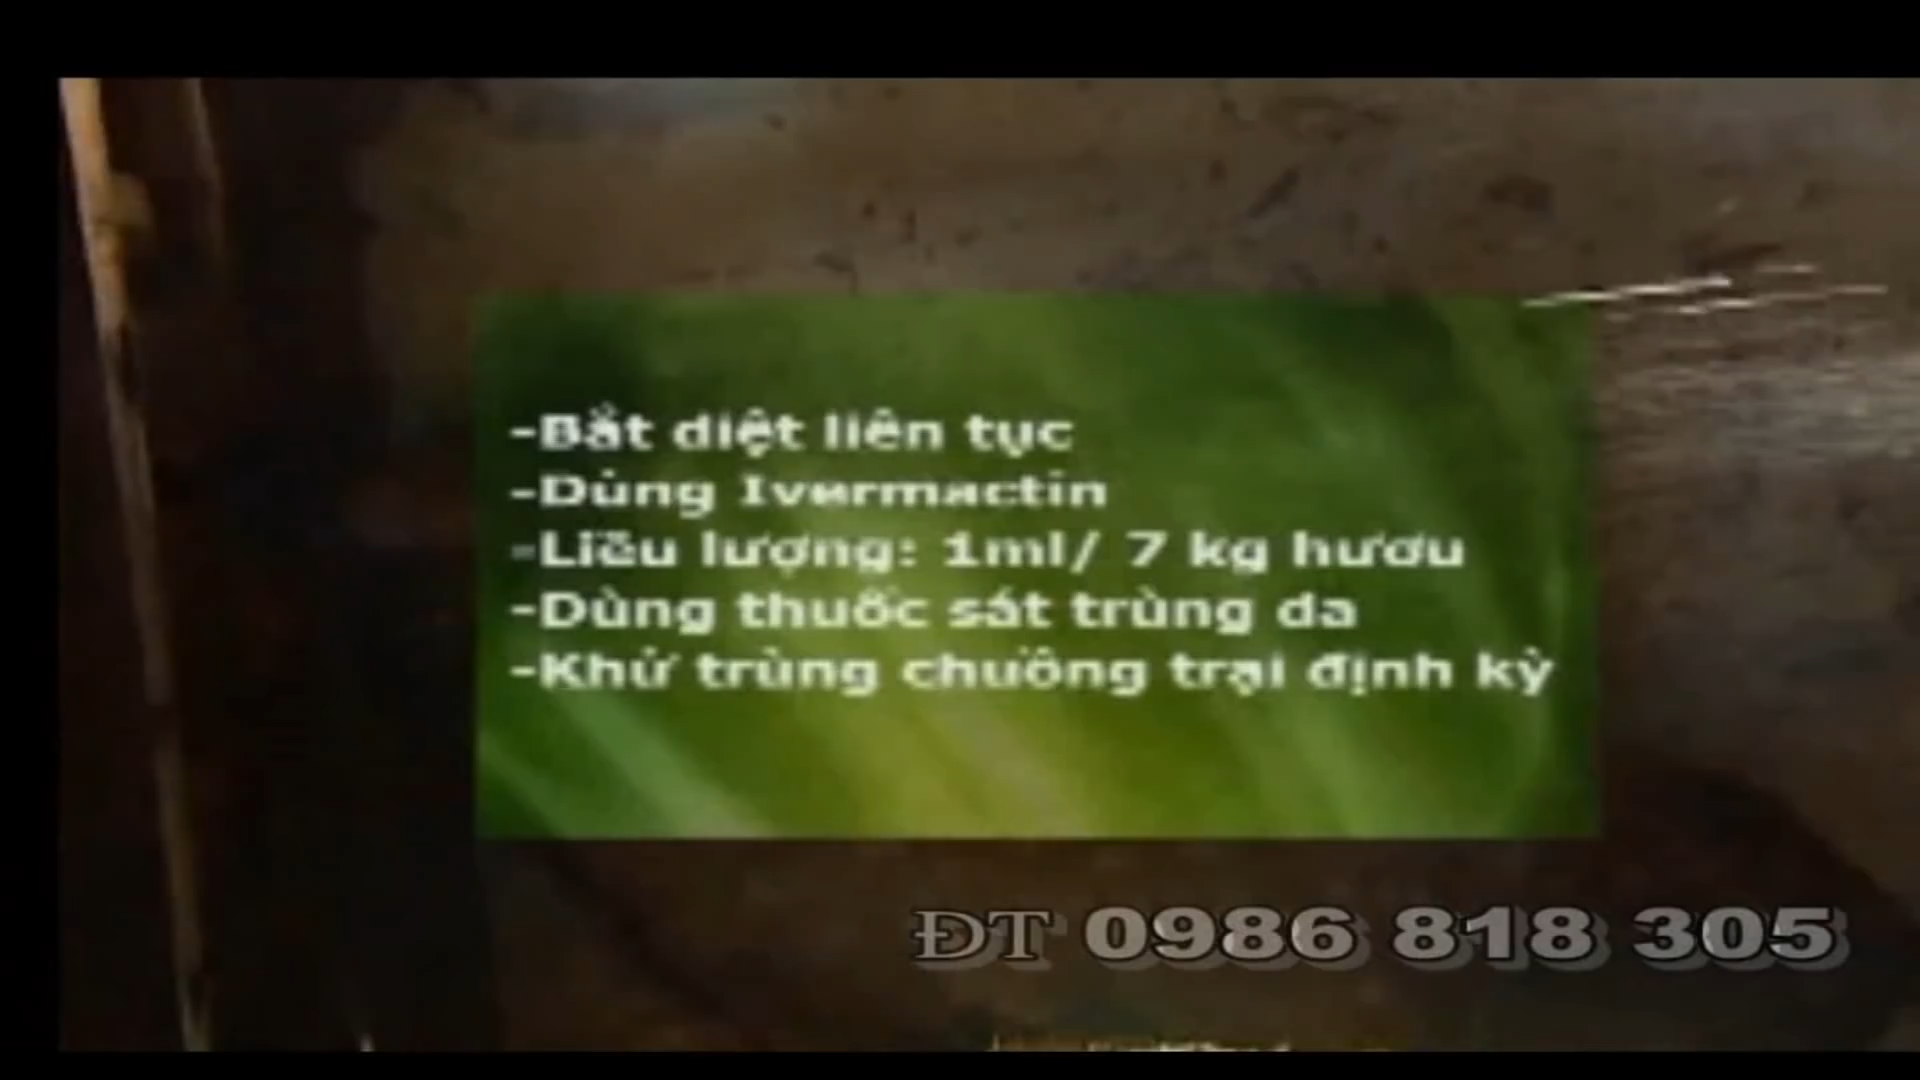 -Bắt diệt liên tục
-Dùng Ivermactin
-Liều lượng: 1ml/ 7 kg hươu
-Dùng thuốc sát trùng da
-Khử trùng chuồng trại định kỳ
ĐT 0986 818 305